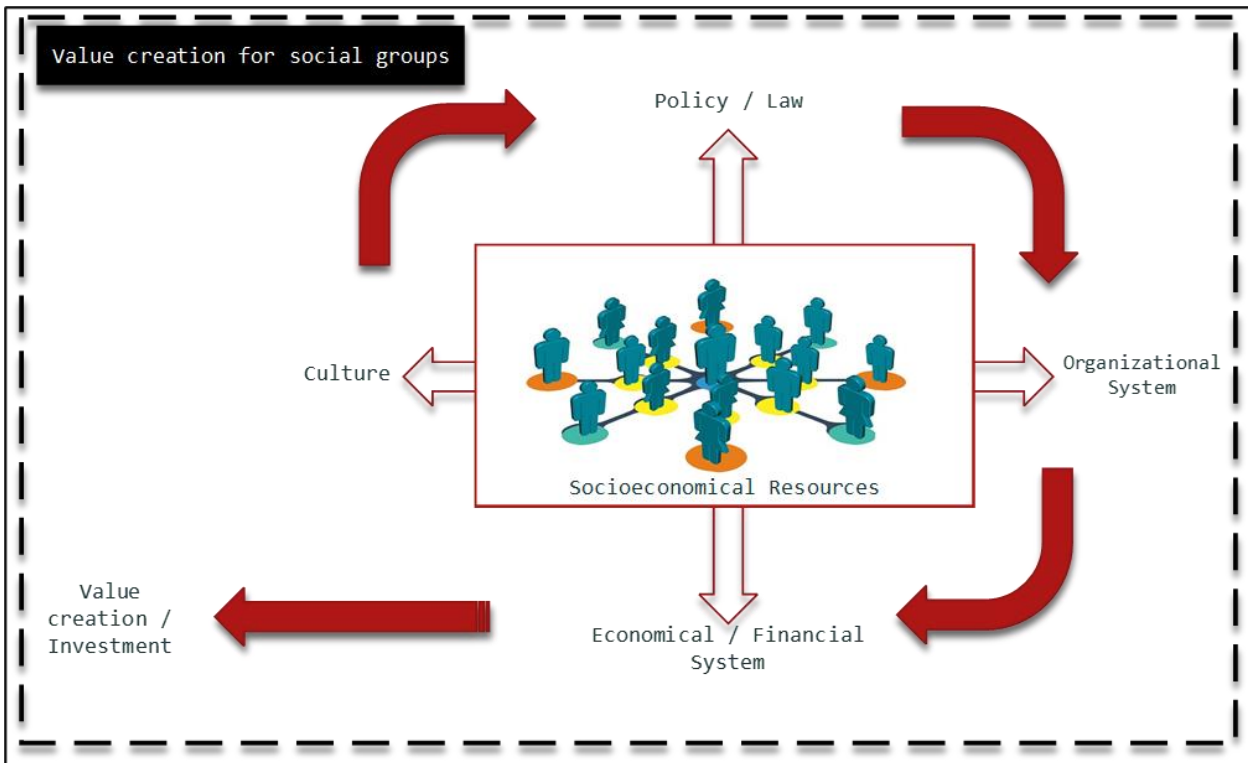 Value creation for social groups
Policy / Law
Culture
Organizational
System
Socioeconomical Resources
Value
creation /
Investment
Economical / Financial
System